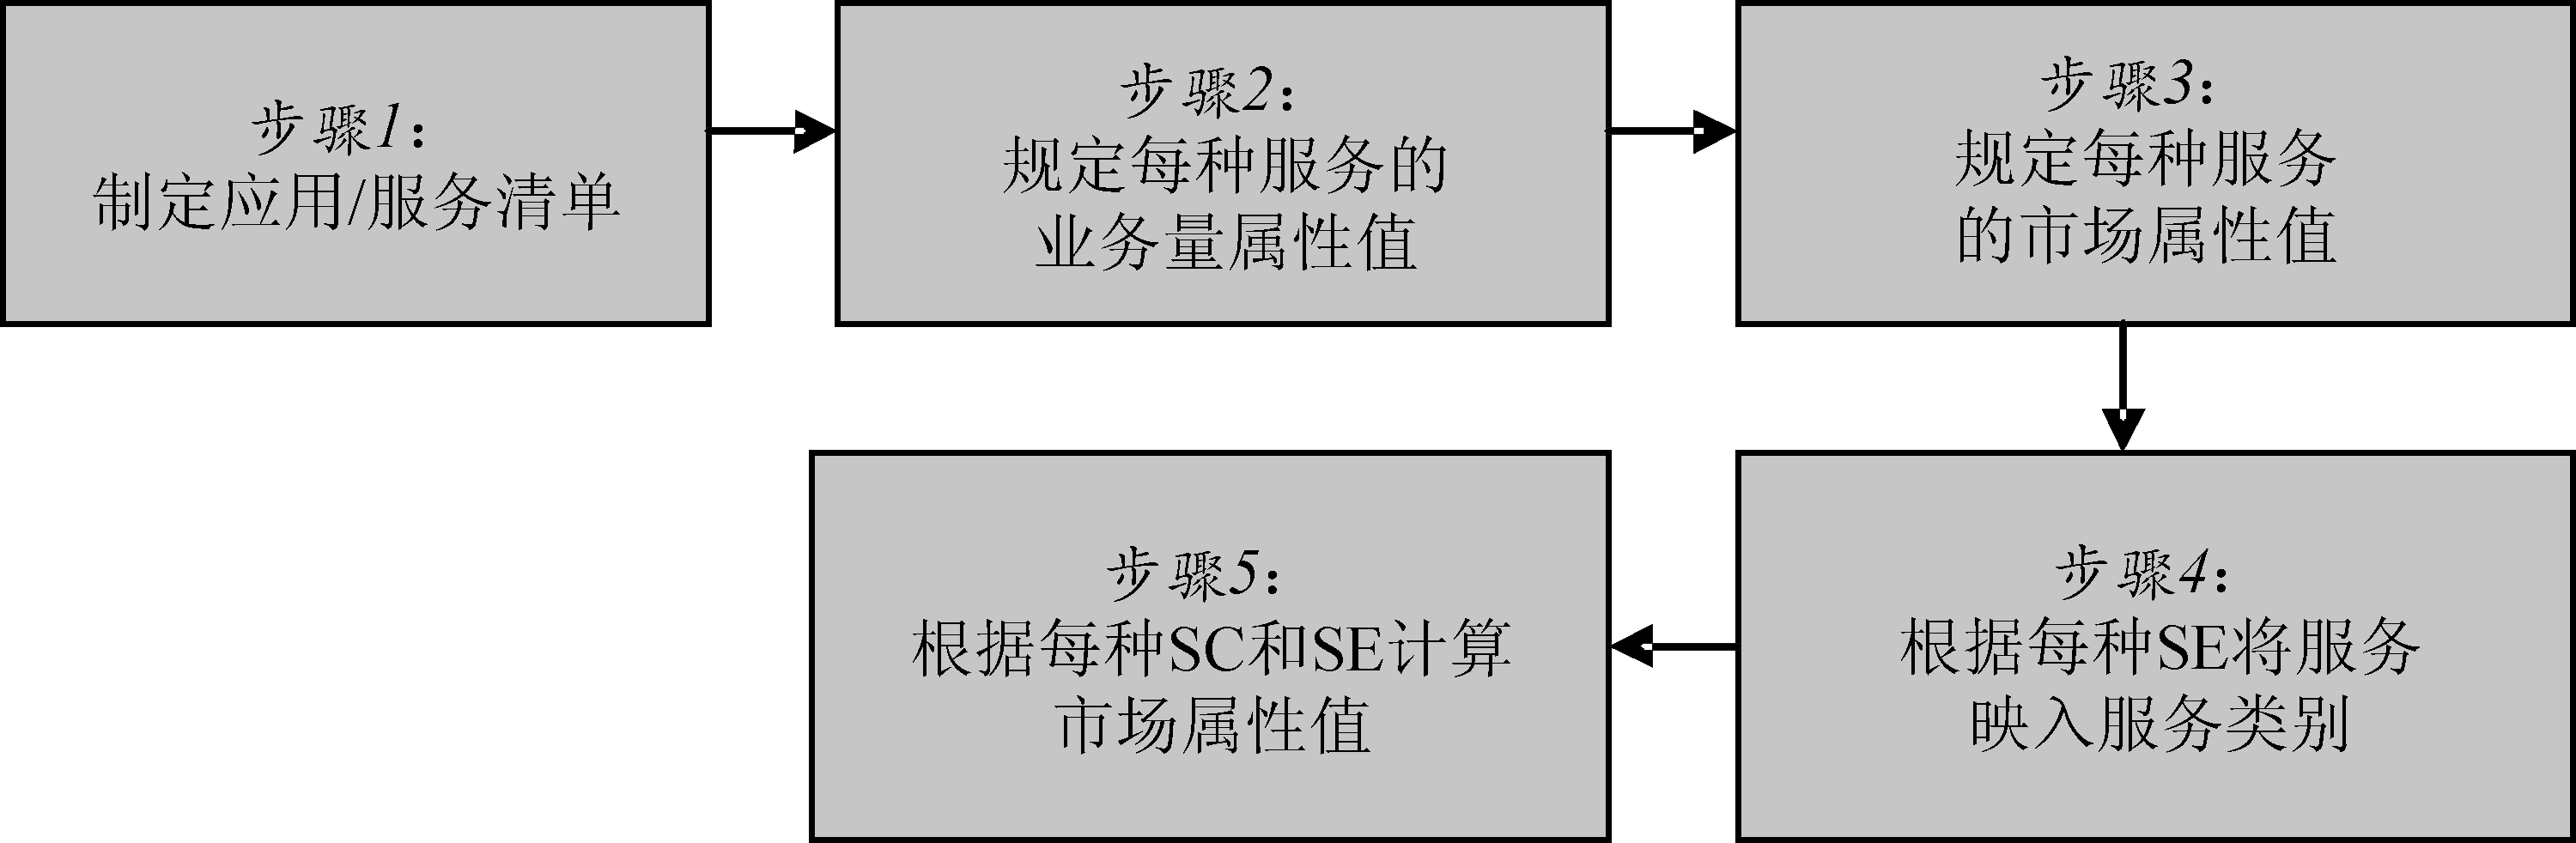 步骤1：
制定应用/服务清单
步骤2：
规定每种服务的
业务量属性值
步骤3：
规定每种服务
的市场属性值
步骤4：
根据每种SE将服务
映入服务类别
步骤5：
根据每种SC和SE计算
市场属性值